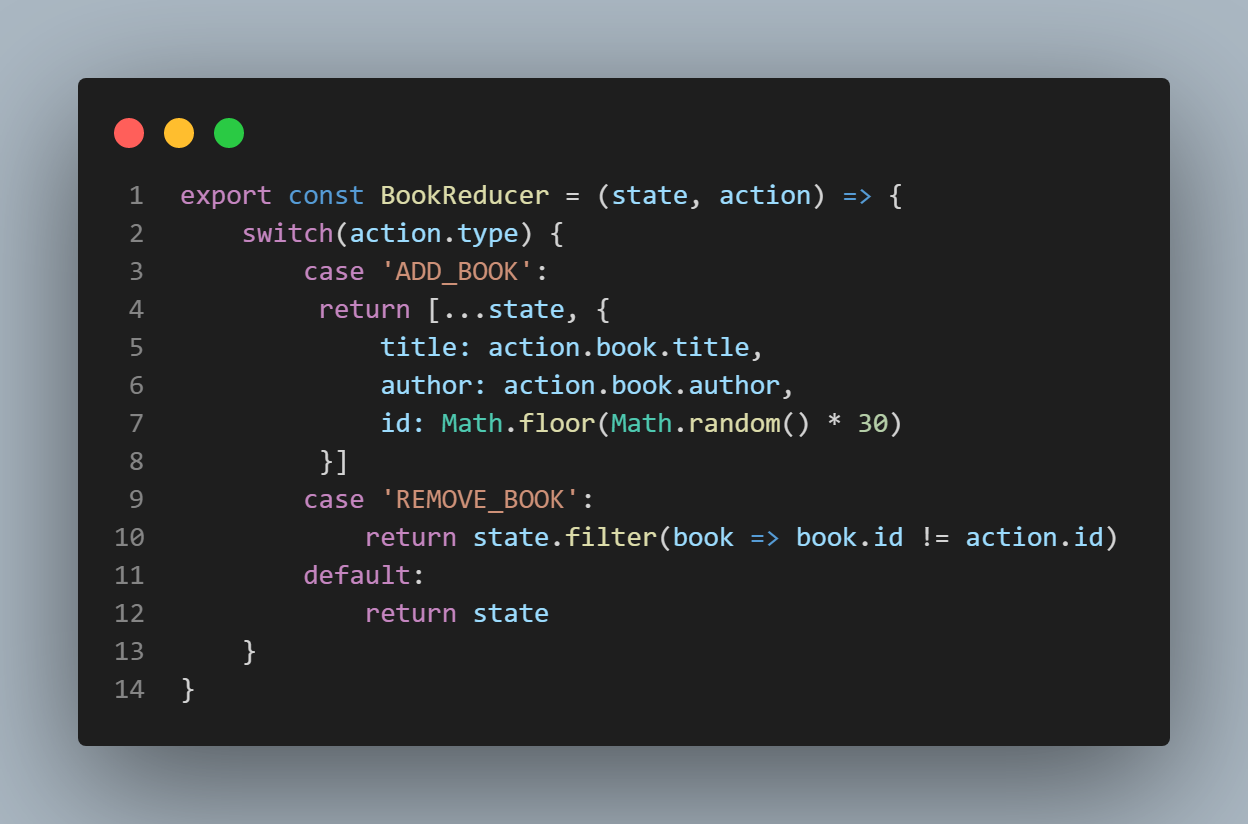 1 export const BookReducer = (state, action) => {
2     switch(action.type) {
3         case 'ADD_BOOK':
4          return [...state, {
5              title: action.book.title,
6              author: action.book.author,
7              id: Math.floor(Math.random() * 30)
8          }]
9         case 'REMOVE_BOOK':
10             return state.filter(book => book.id != action.id)
11         default:
12             return state
13     }
14 }